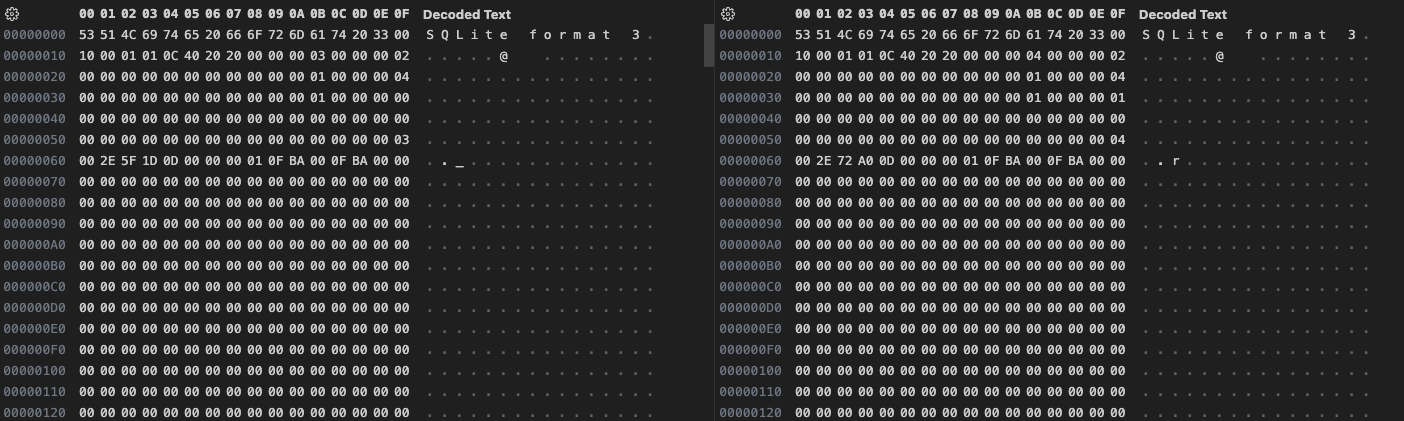 00 01 02 03 04 05 06 07 08 09 0A 0B 0C 0D 0E 0F Decoded Text
00000000 53 51 4C 69 74 65 20 66 6F 72 6D 61 74 20 33 00 S Q L i t e f o r m a t 3 .
00000010 10 00 01 01 0C 40 20 20 00 00 00 03 00 00 00 02 . . . . . @ . . . . . . . .
00000020 00 00 00 00 00 00 00 00 00 00 00 01 00 00 00 04 . . . . . . . . . . . . . . . .
00000030 00 00 00 00 00 00 00 00 00 00 00 01 00 00 00 00 . . . . . . . . . . . . . . . .
00000040 00 00 00 00 00 00 00 00 00 00 00 00 00 00 00 00 . . . . . . . . . . . . . . . .
00000050 00 00 00 00 00 00 00 00 00 00 00 00 00 00 00 03 . . . . . . . . . . . . . . . .
00000060 00 2E 5F 1D 0D 00 00 00 01 0F BA 00 0F BA 00 00 . . _ . . . . . . . . . . . . .
00000070 00 00 00 00 00 00 00 00 00 00 00 00 00 00 00 00 . . . . . . . . . . . . . . . .
00000080 00 00 00 00 00 00 00 00 00 00 00 00 00 00 00 00 . . . . . . . . . . . . . . . .
00000090 00 00 00 00 00 00 00 00 00 00 00 00 00 00 00 00 . . . . . . . . . . . . . . . .
000000A0 00 00 00 00 00 00 00 00 00 00 00 00 00 00 00 00 . . . . . . . . . . . . . . . .
000000B0 00 00 00 00 00 00 00 00 00 00 00 00 00 00 00 00 . . . . . . . . . . . . . . . .
000000C0 00 00 00 00 00 00 00 00 00 00 00 00 00 00 00 00 . . . . . . . . . . . . . . . .
000000D0 00 00 00 00 00 00 00 00 00 00 00 00 00 00 00 00 . . . . . . . . . . . . . . . .
000000E0 00 00 00 00 00 00 00 00 00 00 00 00 00 00 00 00 . . . . . . . . . . . . . . . .
000000F0 00 00 00 00 00 00 00 00 00 00 00 00 00 00 00 00 . . . . . . . . . . . . . . . .
00000100 00 00 00 00 00 00 00 00 00 00 00 00 00 00 00 00 . . . . . . . . . . . . . . . .
00000110 00 00 00 00 00 00 00 00 00 00 00 00 00 00 00 00 . . . . . . . . . . . . . . . .
00000120 00 00 00 00 00 00 00 00 00 00 00 00 00 00 00 00 . . . . . . . . . . . . . . . .
00 01 02 03 04 05 06 07 08 09 0A 0B 0C 0D 0E 0F Decoded Text
00000000 53 51 4C 69 74 65 20 66 6F 72 6D 61 74 20 33 00 S Q L i t e f o r m a t 3 .
00000010 10 00 01 01 0C 40 20 20 00 00 00 04 00 00 00 02 . . . . . @ . . . . . . . .
00000020 00 00 00 00 00 00 00 00 00 00 00 01 00 00 00 04 . . . . . . . . . . . . . . . .
00000030 00 00 00 00 00 00 00 00 00 00 00 01 00 00 00 01 . . . . . . . . . . . . . . . .
00000040 00 00 00 00 00 00 00 00 00 00 00 00 00 00 00 00 . . . . . . . . . . . . . . . .
00000050 00 00 00 00 00 00 00 00 00 00 00 00 00 00 00 04 . . . . . . . . . . . . . . . .
00000060 00 2E 72 A0 0D 00 00 00 01 0F BA 00 0F BA 00 00 . . r . . . . . . . . . . . . .
00000070 00 00 00 00 00 00 00 00 00 00 00 00 00 00 00 00 . . . . . . . . . . . . . . . .
00000080 00 00 00 00 00 00 00 00 00 00 00 00 00 00 00 00 . . . . . . . . . . . . . . . .
00000090 00 00 00 00 00 00 00 00 00 00 00 00 00 00 00 00 . . . . . . . . . . . . . . . .
000000A0 00 00 00 00 00 00 00 00 00 00 00 00 00 00 00 00 . . . . . . . . . . . . . . . .
000000B0 00 00 00 00 00 00 00 00 00 00 00 00 00 00 00 00 . . . . . . . . . . . . . . . .
000000C0 00 00 00 00 00 00 00 00 00 00 00 00 00 00 00 00 . . . . . . . . . . . . . . . .
000000D0 00 00 00 00 00 00 00 00 00 00 00 00 00 00 00 00 . . . . . . . . . . . . . . . .
000000E0 00 00 00 00 00 00 00 00 00 00 00 00 00 00 00 00 . . . . . . . . . . . . . . . .
000000F0 00 00 00 00 00 00 00 00 00 00 00 00 00 00 00 00 . . . . . . . . . . . . . . . .
00000100 00 00 00 00 00 00 00 00 00 00 00 00 00 00 00 00 . . . . . . . . . . . . . . . .
00000110 00 00 00 00 00 00 00 00 00 00 00 00 00 00 00 00 . . . . . . . . . . . . . . . .
00000120 00 00 00 00 00 00 00 00 00 00 00 00 00 00 00 00 . . . . . . . . . . . . . . . .